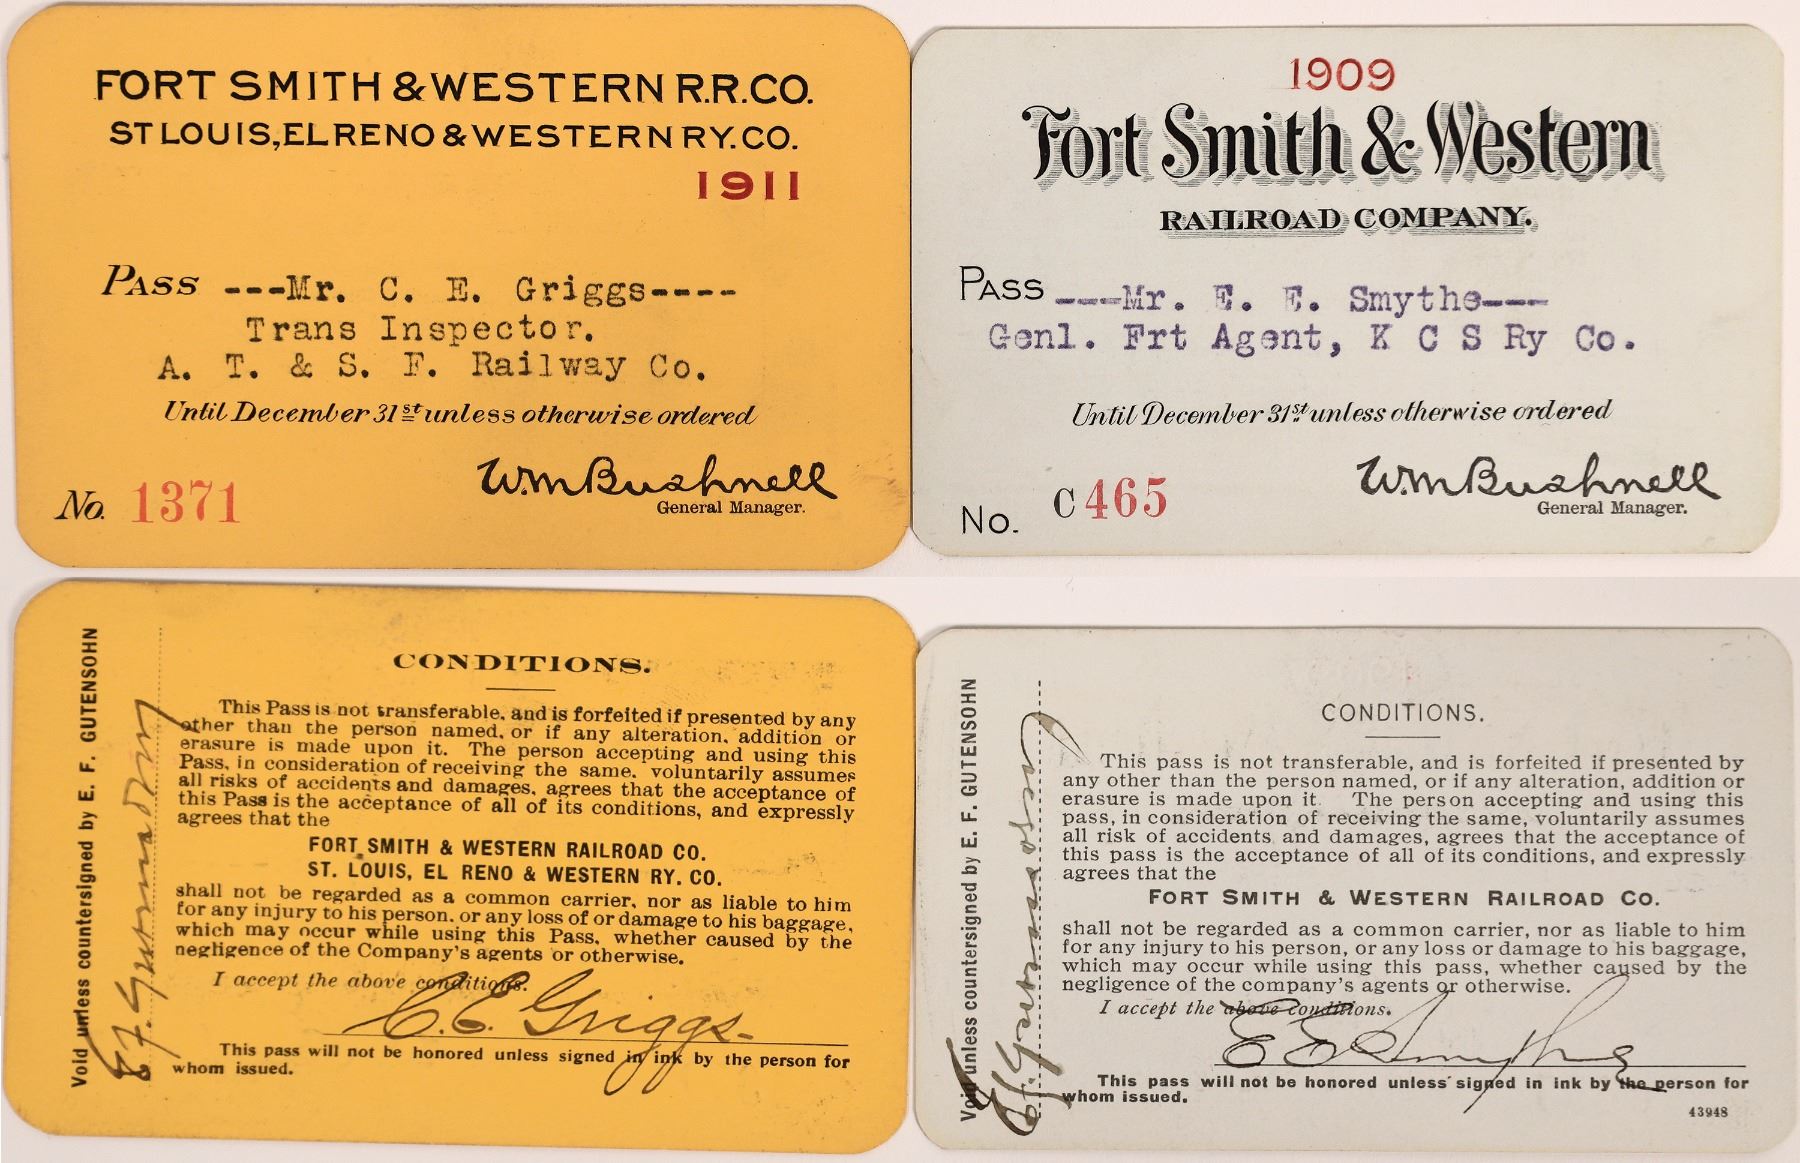 FORT SMITH & WESTERN R.R.CO.
ST LOUIS, EL RENO & WESTERN RY. CO.
1911
PASS ---Mr. C. E. Griggs----
Trans Inspector.
A. T. & S. F. Railway Co.
Until December 31st unless otherwise ordered
Wm Bushnell
General Manager.
No. 1371
1909
Fort Smith & Western
RAILROAD COMPANY.
PASS ----Mr. E. E. Smythe---
Genl. Frt Agent, K C S Ry Co.
Until December 31st unless otherwise ordered
Wm Bushnell
General Manager.
No. C 465
Void unless countersigned by E. F. GUTENSOHN
E F. Gutensohn
CONDITIONS.
This Pass is not transferable, and is forfeited if presented by any
other than the person named, or if any alteration, addition or
erasure is made upon it. The person accepting and using this
Pass, in consideration of receiving the same, voluntarily assumes
all risks of accidents and damages, agrees that the acceptance of
this Pass is the acceptance of all of its conditions, and expressly
agrees that the
FORT SMITH & WESTERN RAILROAD CO.
ST. LOUIS, EL RENO & WESTERN RY. CO.
shall not be regarded as a common carrier, nor as liable to him
for any injury to his person, or any loss of or damage to his baggage,
which may occur while using this Pass, whether caused by the
negligence of the Company's agents or otherwise.
I accept the above conditions.
C. E. Griggs.
This pass will not be honored unless signed in ink by the person for
whom issued.
Void unless countersigned by E. F. GUTENSOHN
E F. Gutensohn
CONDITIONS.
This pass is not transferable, and is forfeited if presented by
any other than the person named, or if any alteration, addition or
erasure is made upon it. The person accepting and using this
pass, in consideration of receiving the same, voluntarily assumes
all risk of accidents and damages, agrees that the acceptance of
this pass is the acceptance of all of its conditions, and expressly
agrees that the
FORT SMITH & WESTERN RAILROAD CO.
shall not be regarded as a common carrier, nor as liable to him
for any injury to his person, or any loss or damage to his baggage,
which may occur while using this pass, whether caused by the
negligence of the company's agents or otherwise.
I accept the above conditions.
E E Smythe
This pass will not be honored unless signed in ink by the person for
whom issued.
43948